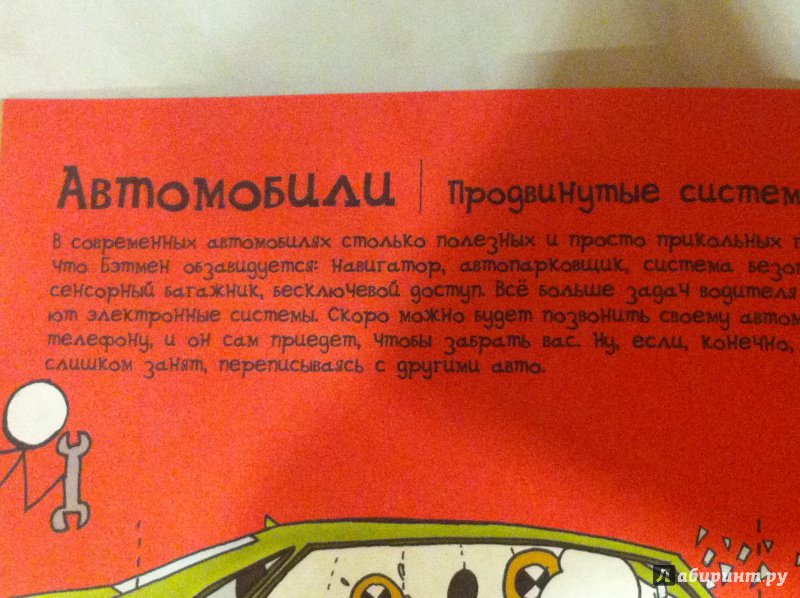 Автомобили | Продвинутые систем
В современных автомобилях столько полезных и просто прикольных
что Бэтмен обзавидуется: навигатор, автопарковщик, система безоп
сенсорный багажник, бесключевой доступ. Всё больше задач водителя
ют электронные системы. Скоро можно будет позвонить своему автом
телефону, и он сам приедет, чтобы забрать вас. Ну, если, конечно,
слишком занят, переписываясь с другими авто.
Лабиринт.ру